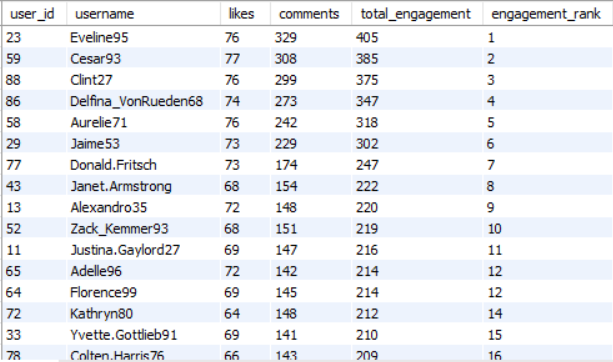 user_id username likes comments total_engagement engagement_rank
23 Eveline95 76 329 405 1
59 Cesar93 77 308 385 2
88 Clint27 76 299 375 3
86 Delfina_VonRueden68 74 273 347 4
58 Aurelie71 76 242 318 5
29 Jaime53 73 229 302 6
77 Donald.Fritsch 73 174 247 7
43 Janet.Armstrong 68 154 222 8
13 Alexandro35 72 148 220 9
52 Zack_Kemmer93 68 151 219 10
11 Justina.Gaylord27 69 147 216 11
65 Adelle96 72 142 214 12
64 Florence99 69 145 214 12
72 Kathryn80 64 148 212 14
33 Yvette.Gottlieb91 69 141 210 15
78 Colten.Harris76 66 143 209 16